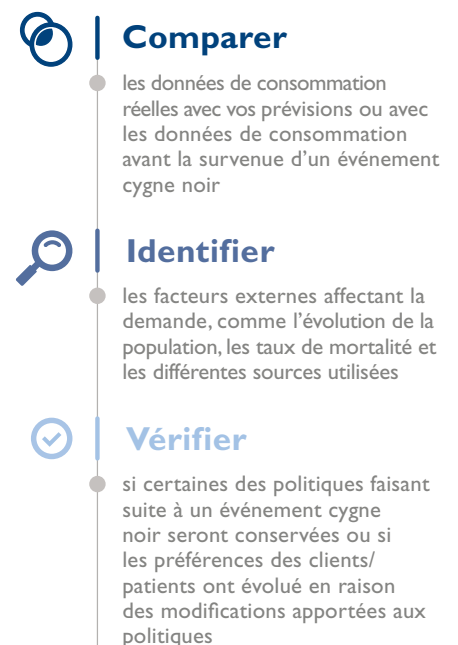 Comparer
les données de consommation
réelles avec vos prévisions ou avec
les données de consommation
avant la survenue d’un événement
cygne noir
Identifier
les facteurs externes affectant la
demande, comme l’évolution de la
population, les taux de mortalité et
les différentes sources utilisées
Vérifier
si certaines des politiques faisant
suite à un événement cygne
noir seront conservées ou si
les préférences des clients/
patients ont évolué en raison
des modifications apportées aux
politiques